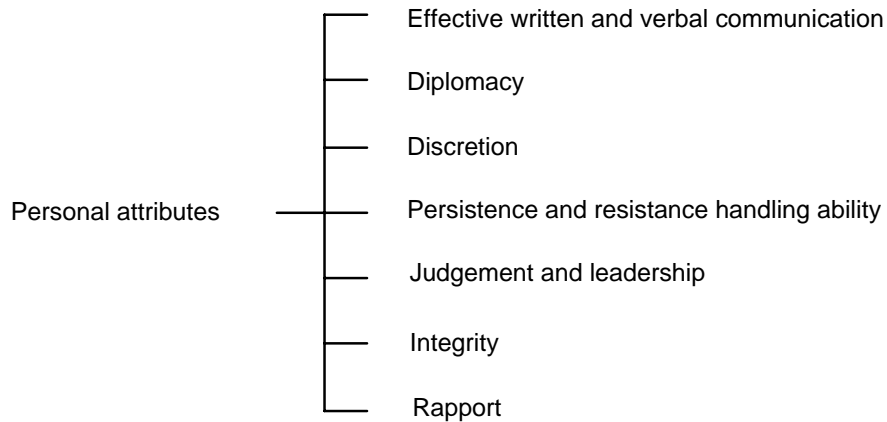 Effective written and verbal communication
Diplomacy
Discretion
Personal attributes
Persistence and resistance handling ability
Judgement and leadership
Integrity
Rapport